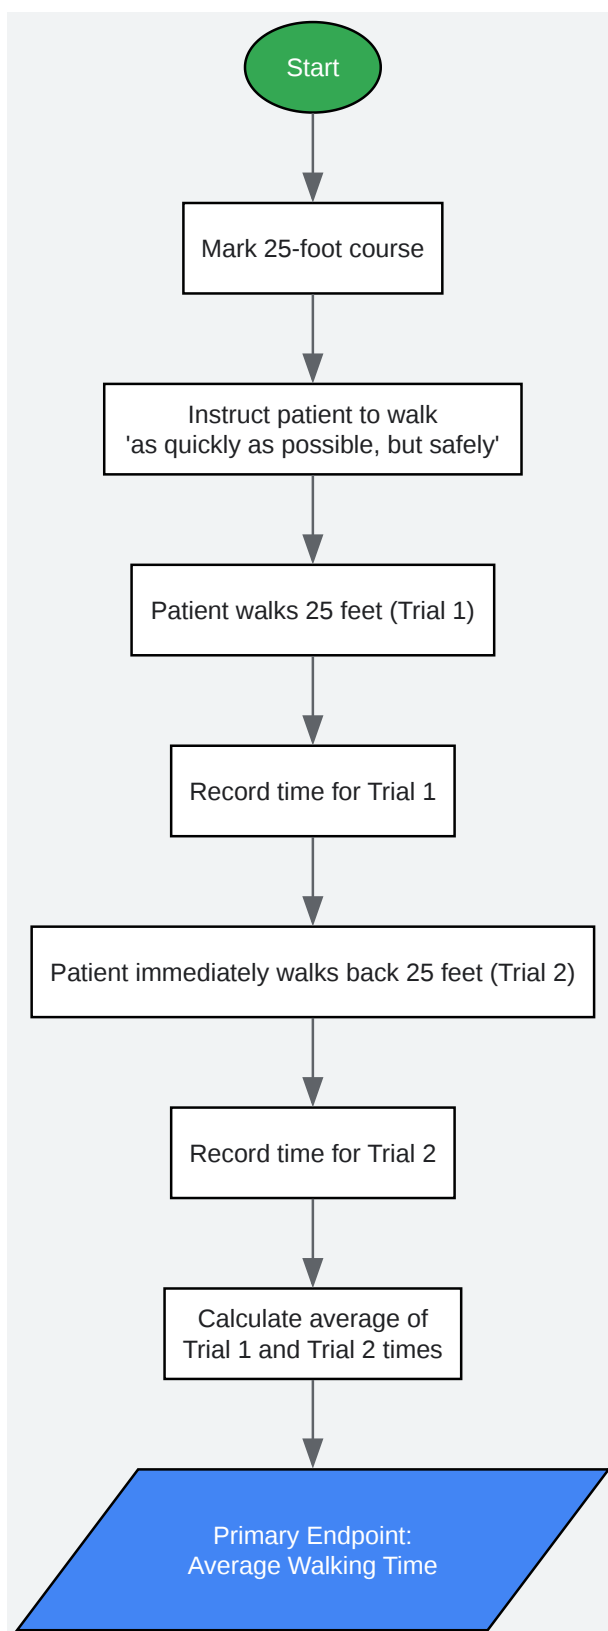 Start
Mark 25-foot course
Instruct patient to walk
'as quickly as possible, but safely'
Patient walks 25 feet (Trial 1)
Record time for Trial 1
Patient immediately walks back 25 feet (Trial 2)
Record time for Trial 2
Calculate average of
Trial 1 and Trial 2 times
Primary Endpoint:
Average Walking Time